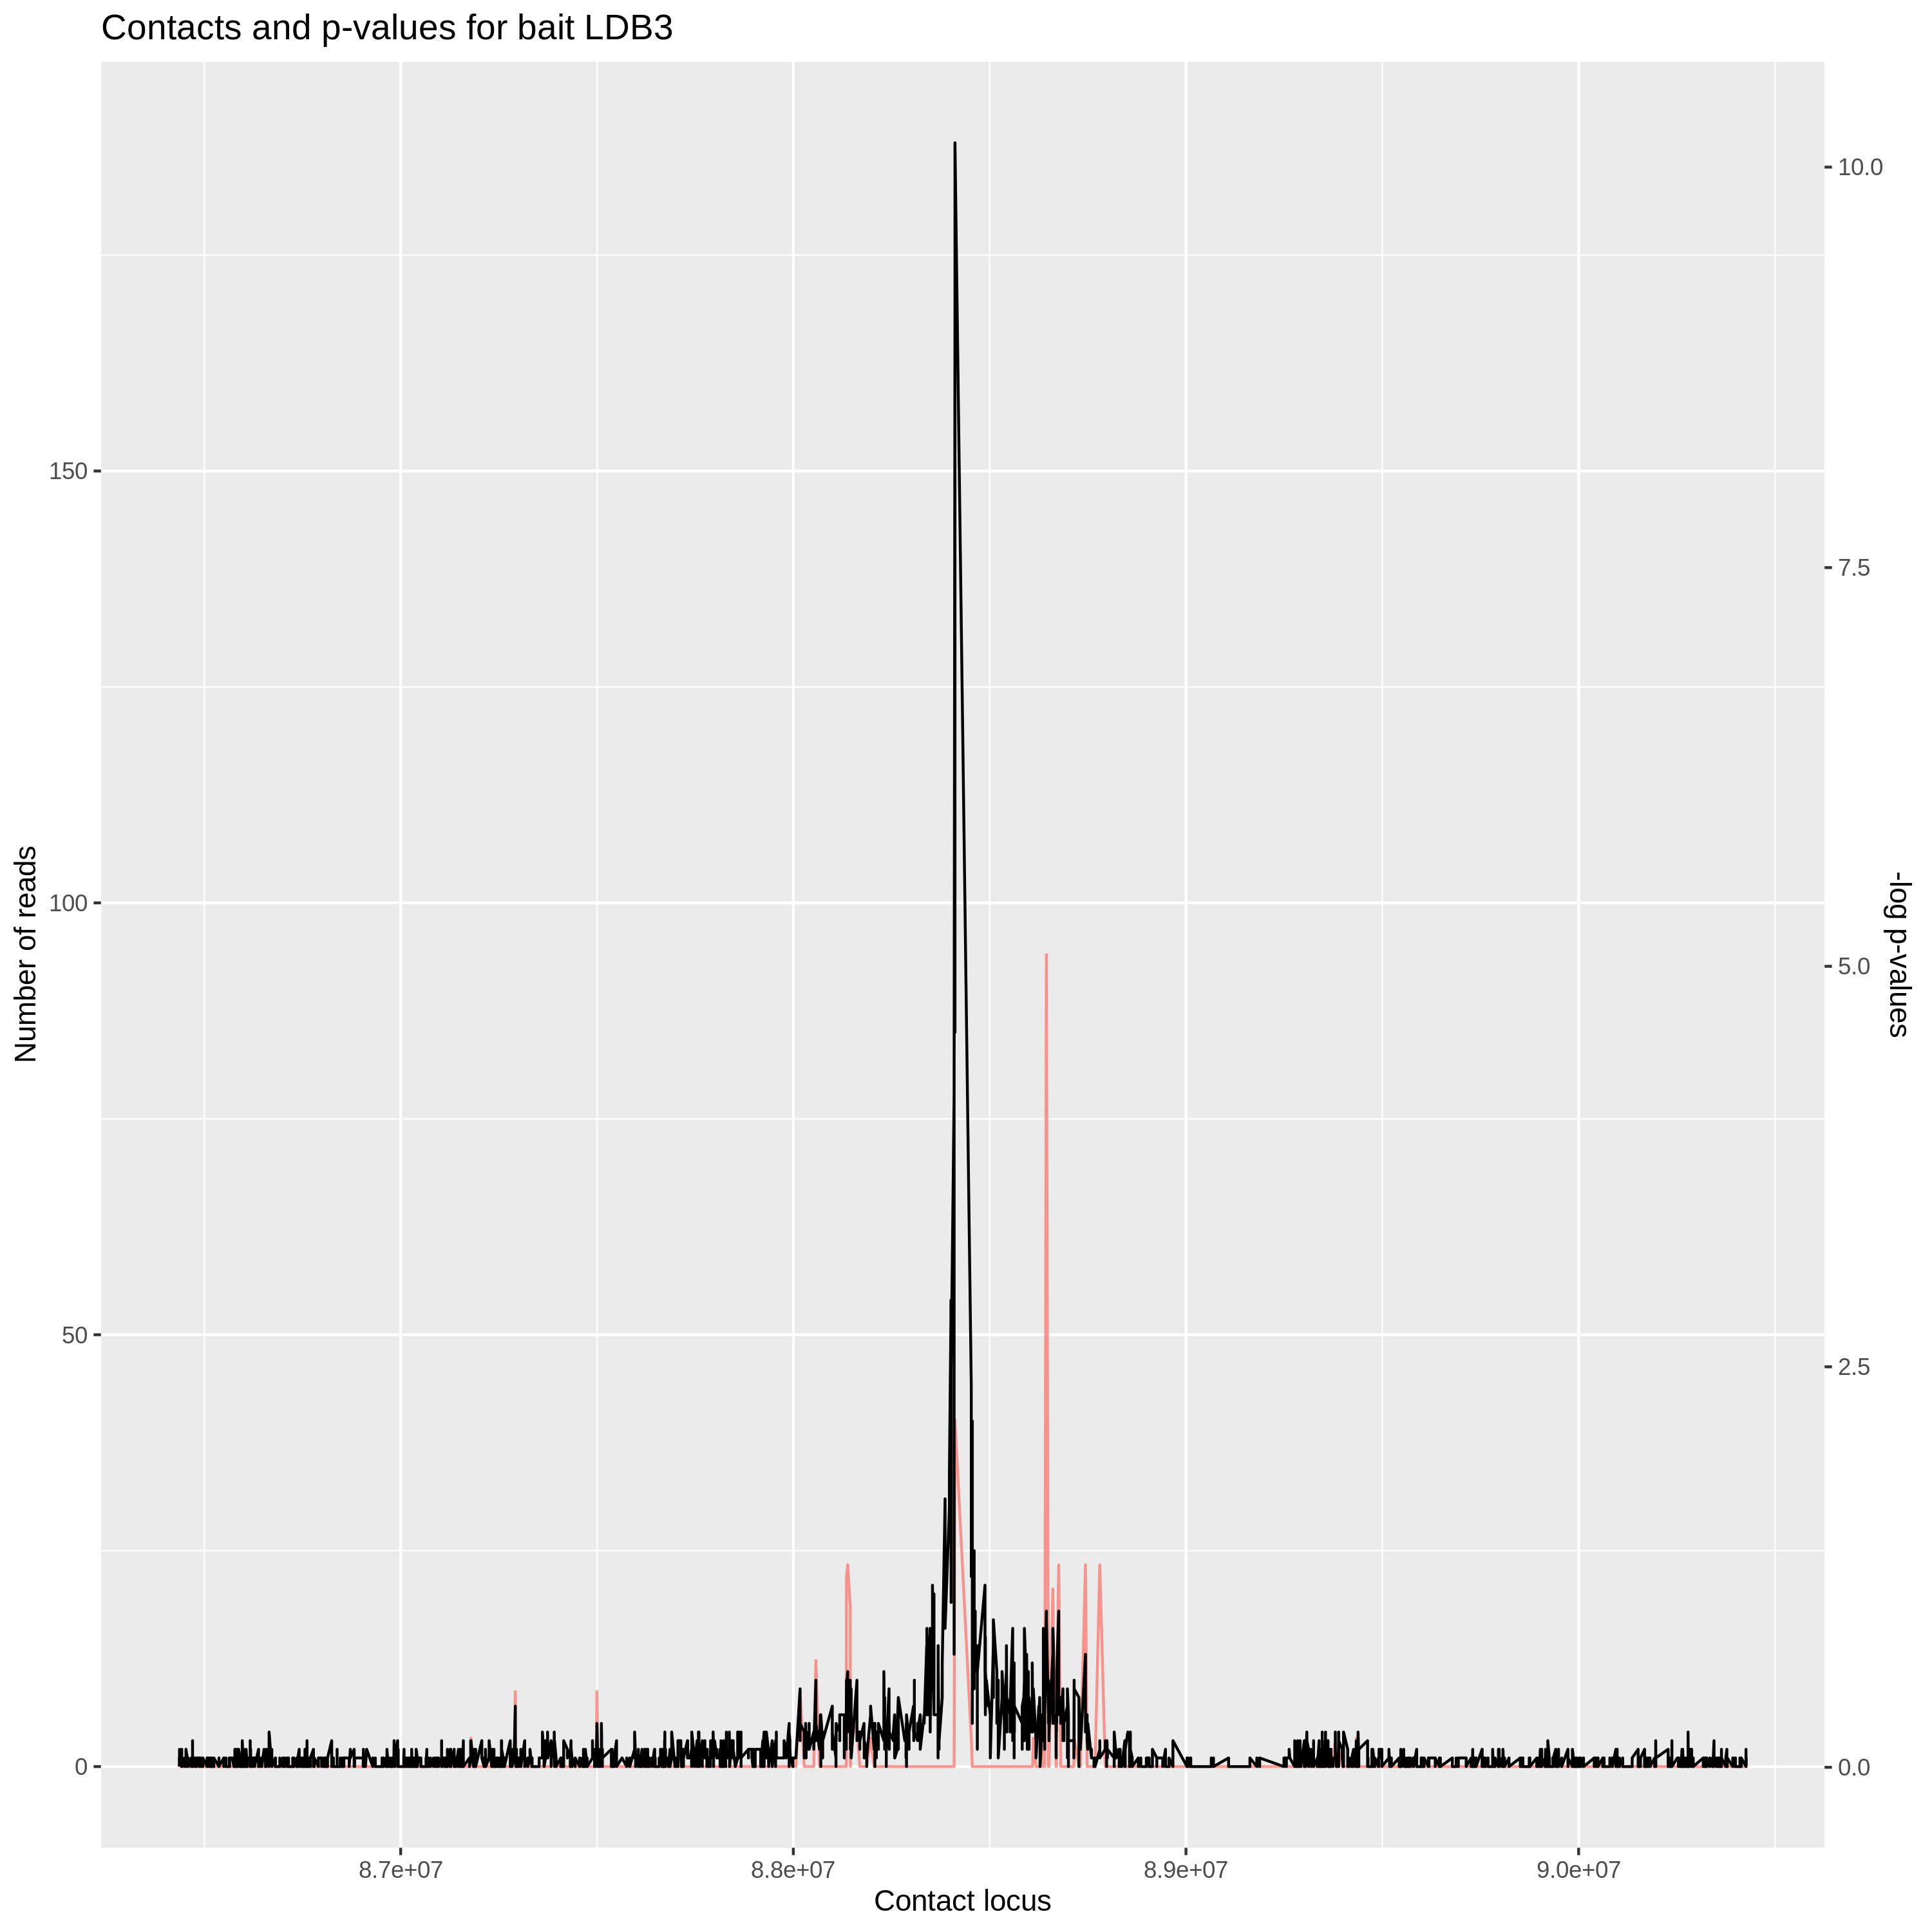 Contacts and p-values for bait LDB3
Number of reads
150
100
50
0
10.0
7.5
5.0
2.5
0.0
-log p-values
8.7e+07 8.8e+07 8.9e+07 9.0e+07
Contact locus